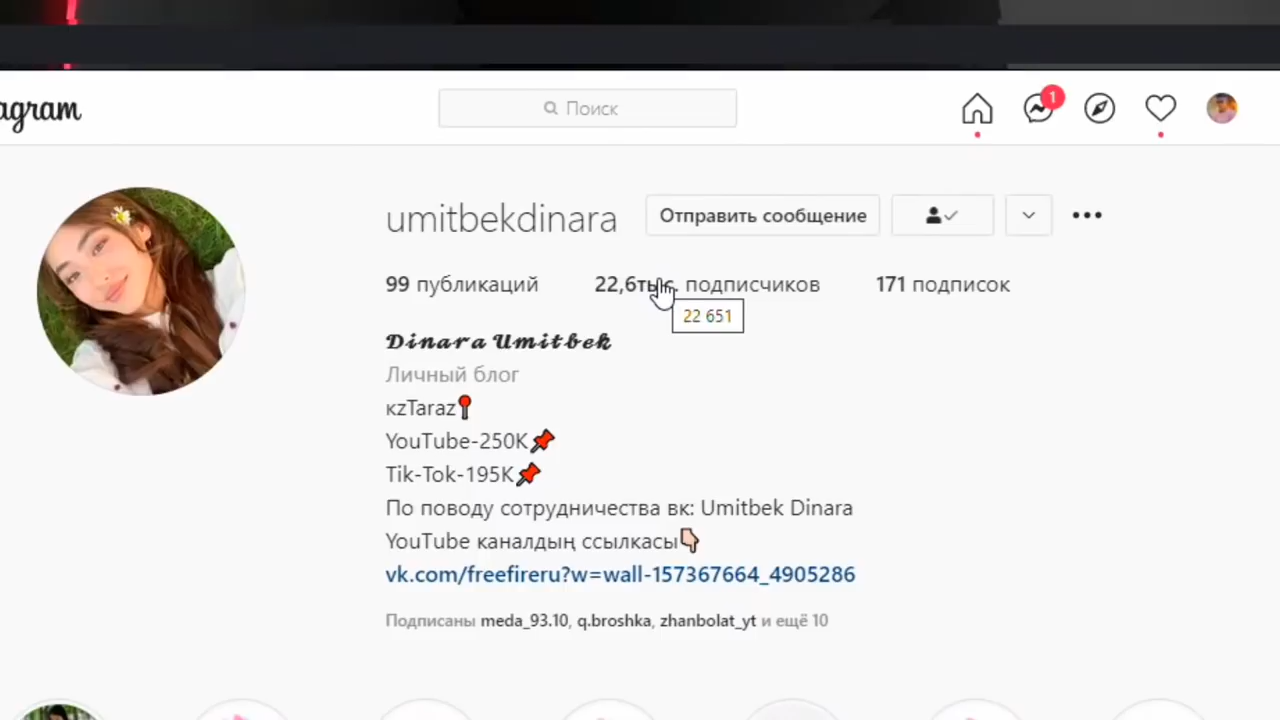 agram
Поиск
1
umitbekdinara
Отправить сообщение
99 публикаций
22,6тыс. подписчиков
171 подписок
22 651
𝓓𝓲𝓷𝓪𝓻𝓪 𝓤𝓶𝓲𝓽𝓫𝓮𝓴
Личный блог
кzTaraz📍
YouTube-250K📌
Tik-Tok-195K📌
По поводу сотрудничества вк: Umitbek Dinara
YouTube каналдың ссылкасы👇🏻
vk.com/freefireru?w=wall-157367664_4905286
Подписаны meda_93.10, q.broshka, zhanbolat_yt и ещё 10